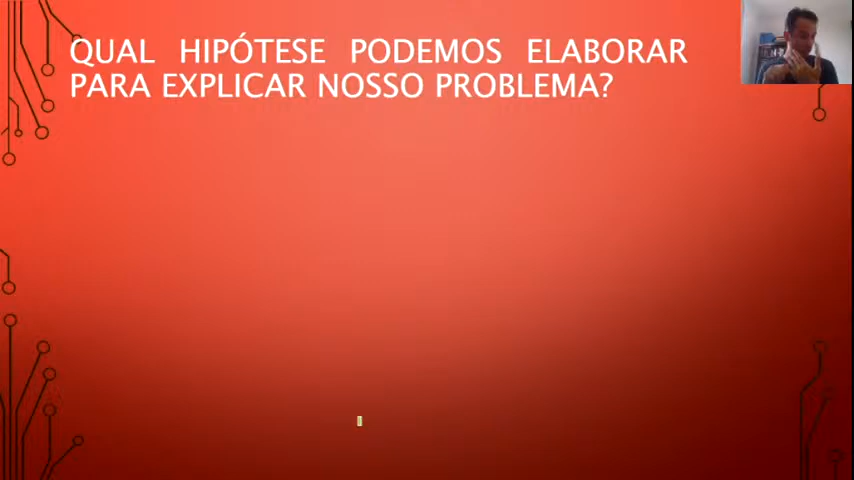 QUAL HIPÓTESE PODEMOS ELABORAR
PARA EXPLICAR NOSSO PROBLEMA?